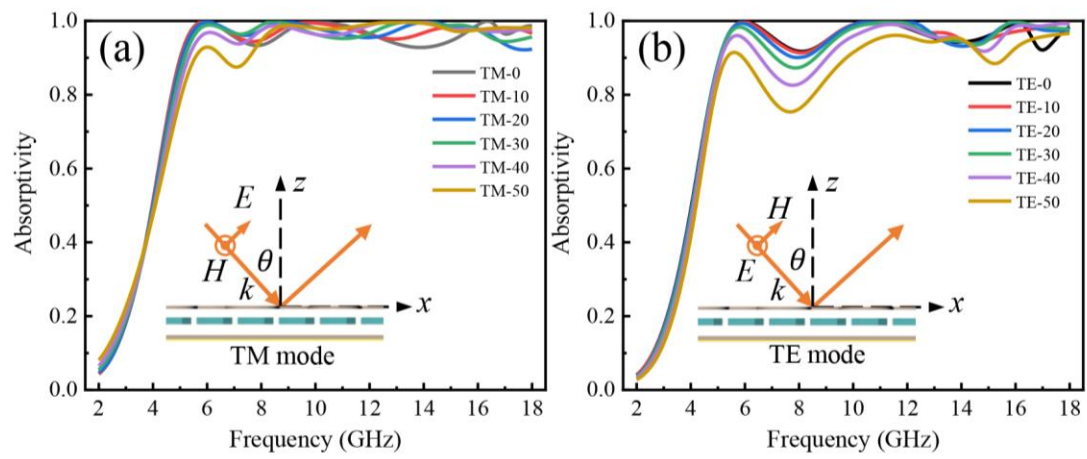 (a)
Absorptivity
1.0
0.8
0.6
0.4
0.2
0.0
TM-0
TM-10
TM-20
TM-30
TM-40
TM-50
z
E
θ
H
k
x
TM mode
2 4 6 8 10 12 14 16 18
Frequency (GHz)
(b)
Absorptivity
1.0
0.8
0.6
0.4
0.2
0.0
TE-0
TE-10
TE-20
TE-30
TE-40
TE-50
z
H
θ
E
k
x
TE mode
2 4 6 8 10 12 14 16 18
Frequency (GHz)